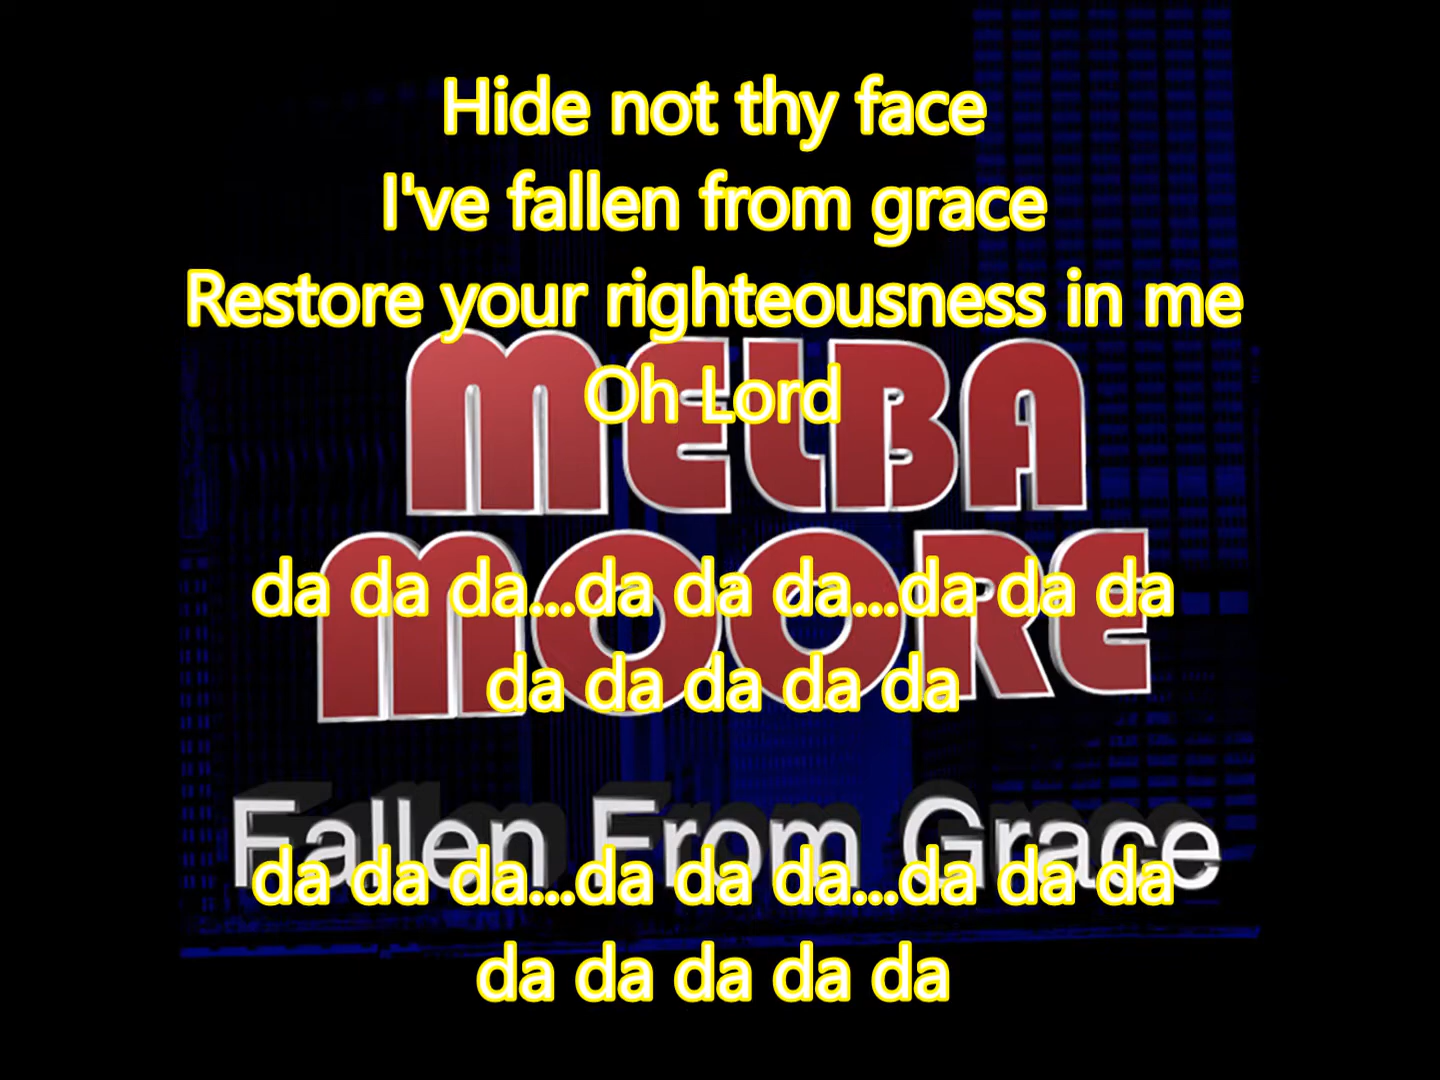 Hide not thy face
I've fallen from grace
Restore your righteousness in me
Oh Lord
MELBA
MOORE
da da da...da da da...da da da
da da da da da
Fallen From Grace
da da da...da da da...da da da
da da da da da